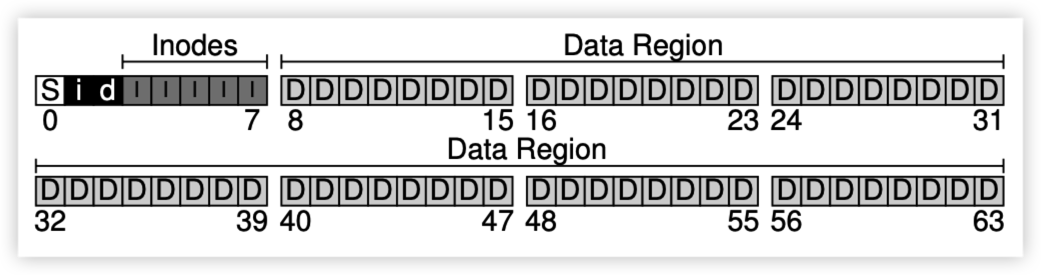 Inodes Data Region
S i d I I I I I D D D D D D D D D D D D D D D D D D D D D D D D
0 7 8 15 16 23 24 31
Data Region
D D D D D D D D D D D D D D D D D D D D D D D D D D D D D D D D
32 39 40 47 48 55 56 63